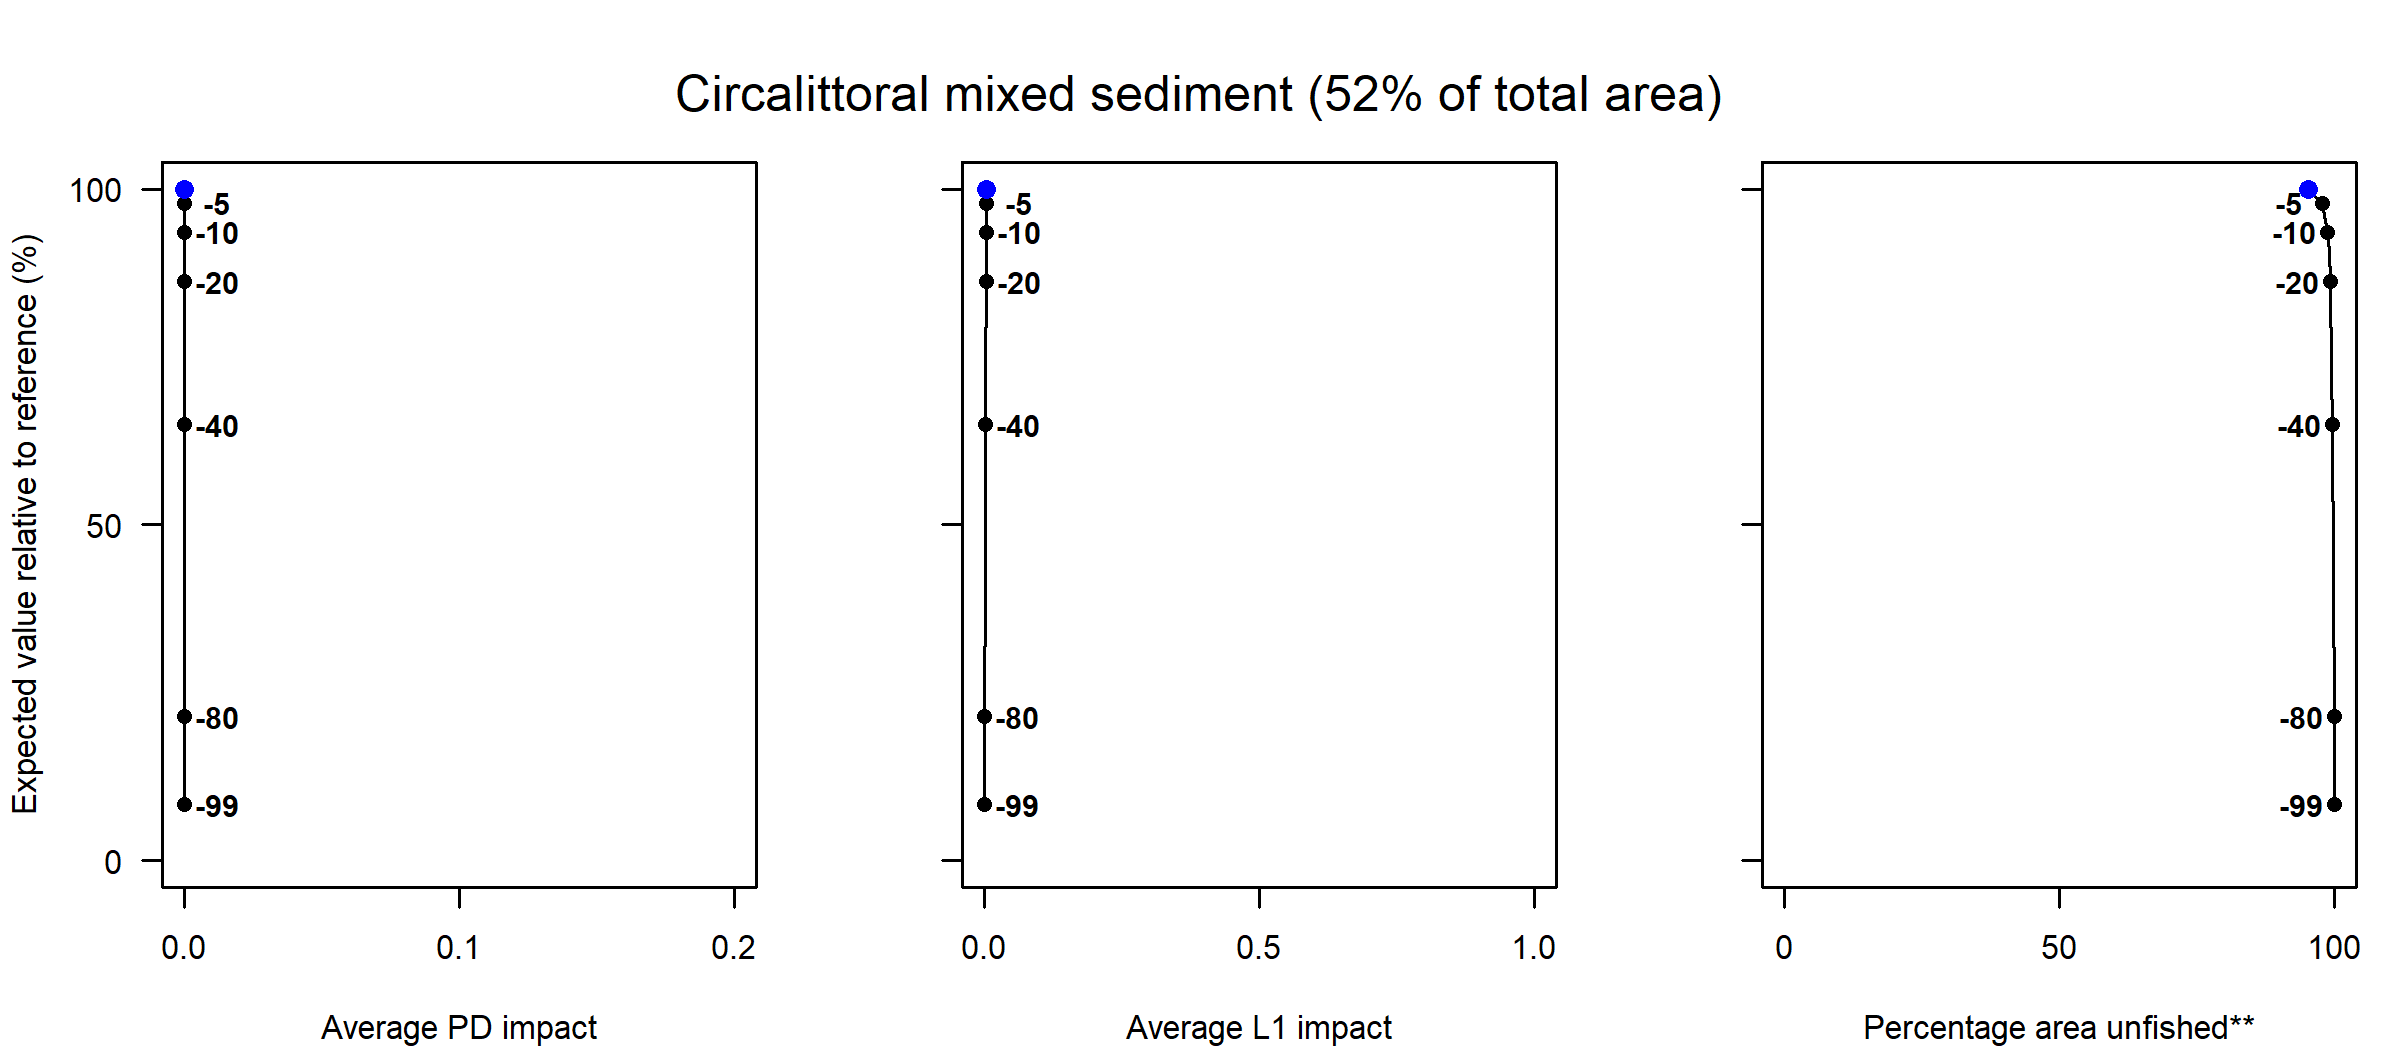 Circalittoral mixed sediment (52% of total area)
Expected value relative to reference (%)
100
50
0
-5
-10
-20
-40
-80
-99
0.0 0.1 0.2
Average PD impact
-5
-10
-20
-40
-80
-99
0.0 0.5 1.0
Average L1 impact
-5
-10
-20
-40
-80
-99
0 50 100
Percentage area unfished**